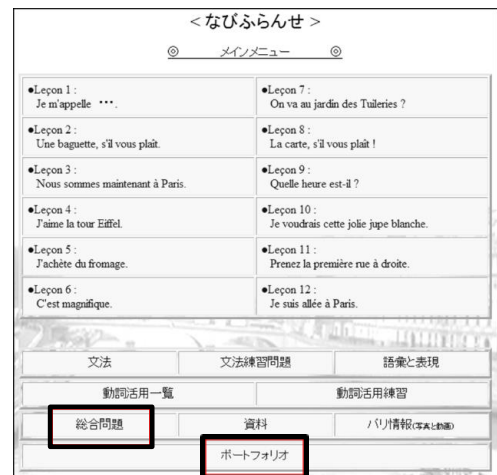 ＜なびふらんせ＞
◎ メインメニュー ◎
●Leçon 1 :
Je m'appelle ···.
●Leçon 7 :
On va au jardin des Tuileries ?
●Leçon 2 :
Une baguette, s'il vous plaît.
●Leçon 8 :
La carte, s'il vous plaît !
●Leçon 3 :
Nous sommes maintenant à Paris.
●Leçon 9 :
Quelle heure est-il ?
●Leçon 4 :
J'aime la tour Eiffel.
●Leçon 10 :
Je voudrais cette jolie jupe blanche.
●Leçon 5 :
J'achète du fromage.
●Leçon 11 :
Prenez la première rue à droite.
●Leçon 6 :
C'est magnifique.
●Leçon 12 :
Je suis allée à Paris.
文法 文法練習問題 語彙と表現
動詞活用一覧 動詞活用練習
総合問題 資料 パリ情報(写真と動画)
ポートフォリオ